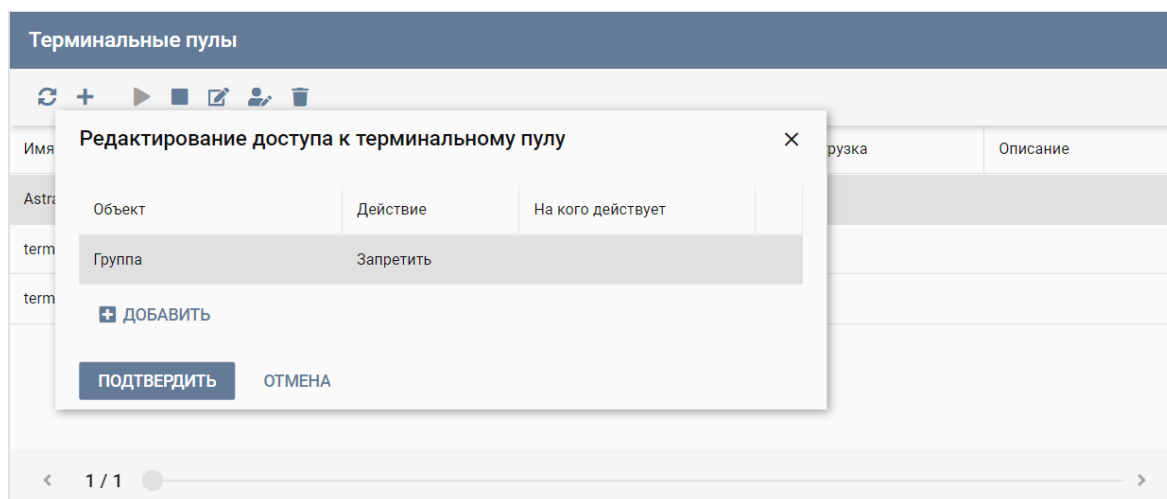 Терминальные пулы
Редактирование доступа к терминальному пулу
Имя рузка Описание
Astra
Объект Действие На кого действует
term
Группа Запретить
term
ДОБАВИТЬ
ПОДТВЕРДИТЬ ОТМЕНА
1 / 1